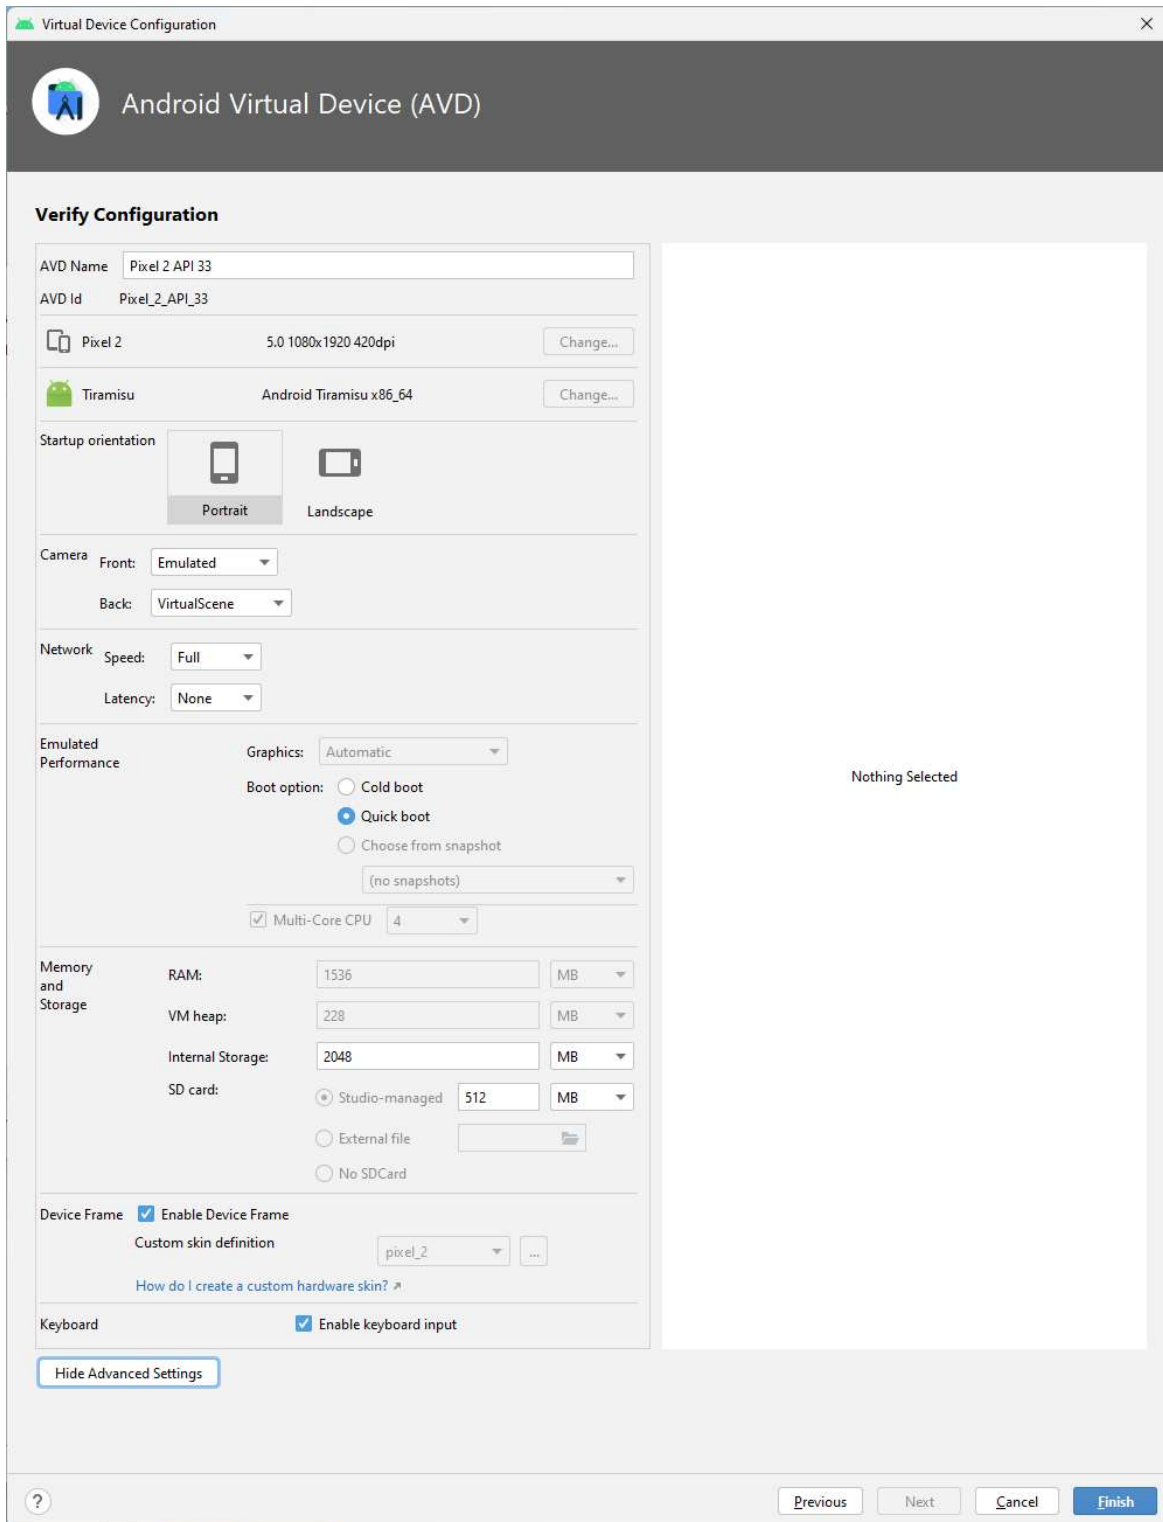 Virtual Device Configuration
Android Virtual Device (AVD)
Verify Configuration
AVD Name Pixel 2 API 33
AVD Id Pixel_2_API_33
Pixel 2 5.0 1080x1920 420dpi Change...
Tiramisu Android Tiramisu x86_64 Change...
Startup orientation
Portrait Landscape
Camera Front: Emulated
Back: VirtualScene
Network Speed: Full
Latency: None
Emulated
Performance
Graphics: Automatic
Boot option: Cold boot
Quick boot
Choose from snapshot
(no snapshots)
Multi-Core CPU 4
Memory
and
Storage
RAM: 1536 MB
VM heap: 228 MB
Internal Storage: 2048 MB
SD card: Studio-managed 512 MB
External file
No SDCard
Device Frame Enable Device Frame
Custom skin definition pixel_2 ...
How do I create a custom hardware skin? ↗
Keyboard Enable keyboard input
Hide Advanced Settings
Nothing Selected
? Previous Next Cancel Finish